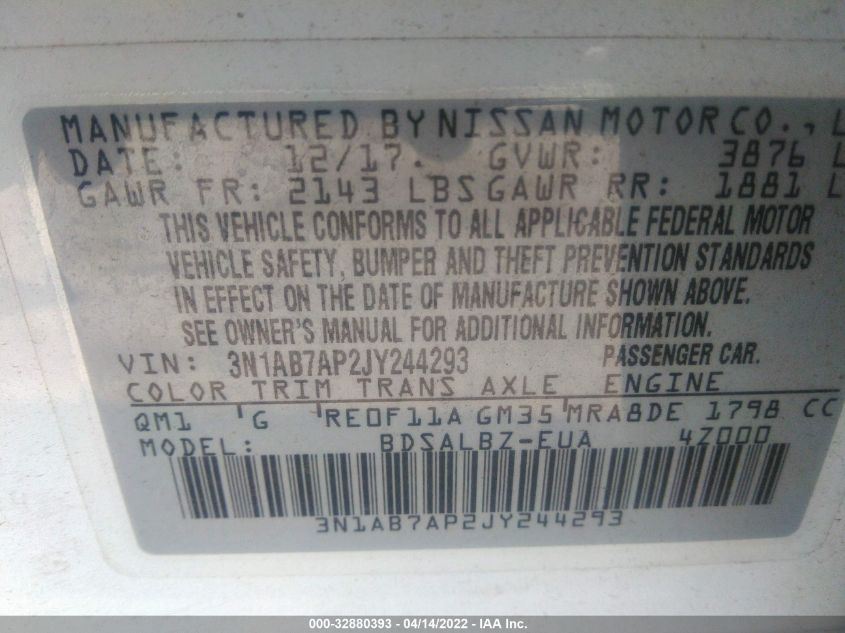 MANUFACTURED BY NISSAN MOTOR CO., L
DATE: 12/17. GVWR: 3876 L
GAWR FR: 2143 LBS GAWR RR: 1881 L
THIS VEHICLE CONFORMS TO ALL APPLICABLE FEDERAL MOTOR
VEHICLE SAFETY, BUMPER AND THEFT PREVENTION STANDARDS
IN EFFECT ON THE DATE OF MANUFACTURE SHOWN ABOVE.
SEE OWNER'S MANUAL FOR ADDITIONAL INFORMATION.
VIN: 3N1AB7AP2JY244293 PASSENGER CAR.
COLOR TRIM TRANS AXLE ENGINE
QM1 'G 'RE0F11A GM35 'MRA8DE 1798 CC
MODEL: BDSALBZ-EUA 4Z000
3N1AB7AP2JY244293
000-32880393 - 04/14/2022 - IAA Inc.